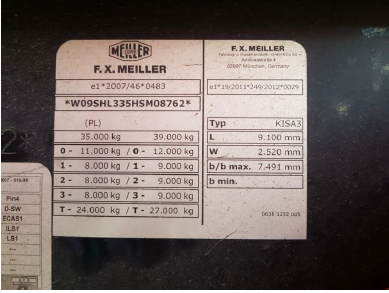 MEILLER
F. X. MEILLER
e1*2007/46*0483
*W09SHL335HSM08762*
(PL)
35.000 kg 39.000 kg
0 - 11.000 kg / 0 - 12.000 kg
1 - 8.000 kg / 1 - 9.000 kg
2 - 8.000 kg / 2 - 9.000 kg
3 - 8.000 kg / 3 - 9.000 kg
T - 24.000 kg / T - 27.000 kg
F. X. MEILLER
80997 München, Germany
e1*19/2011*249/2012*0029
Typ KISA3
L 9.100 mm
W 2.520 mm
b/b max. 7.491 mm
b min.
Pin4
D-SW
ECAS1
ILS1
LS1